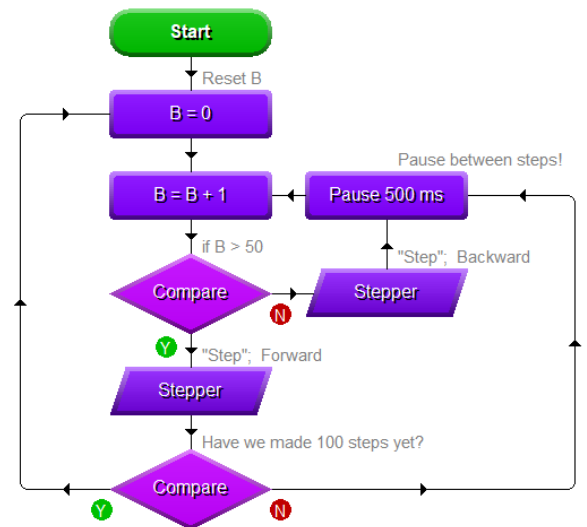 Start
Reset B
B = 0
Pause between steps!
B = B + 1
Pause 500 ms
if B > 50
"Step";  Backward
Compare
N
Stepper
Y
"Step";  Forward
Stepper
Have we made 100 steps yet?
Compare
Y
N